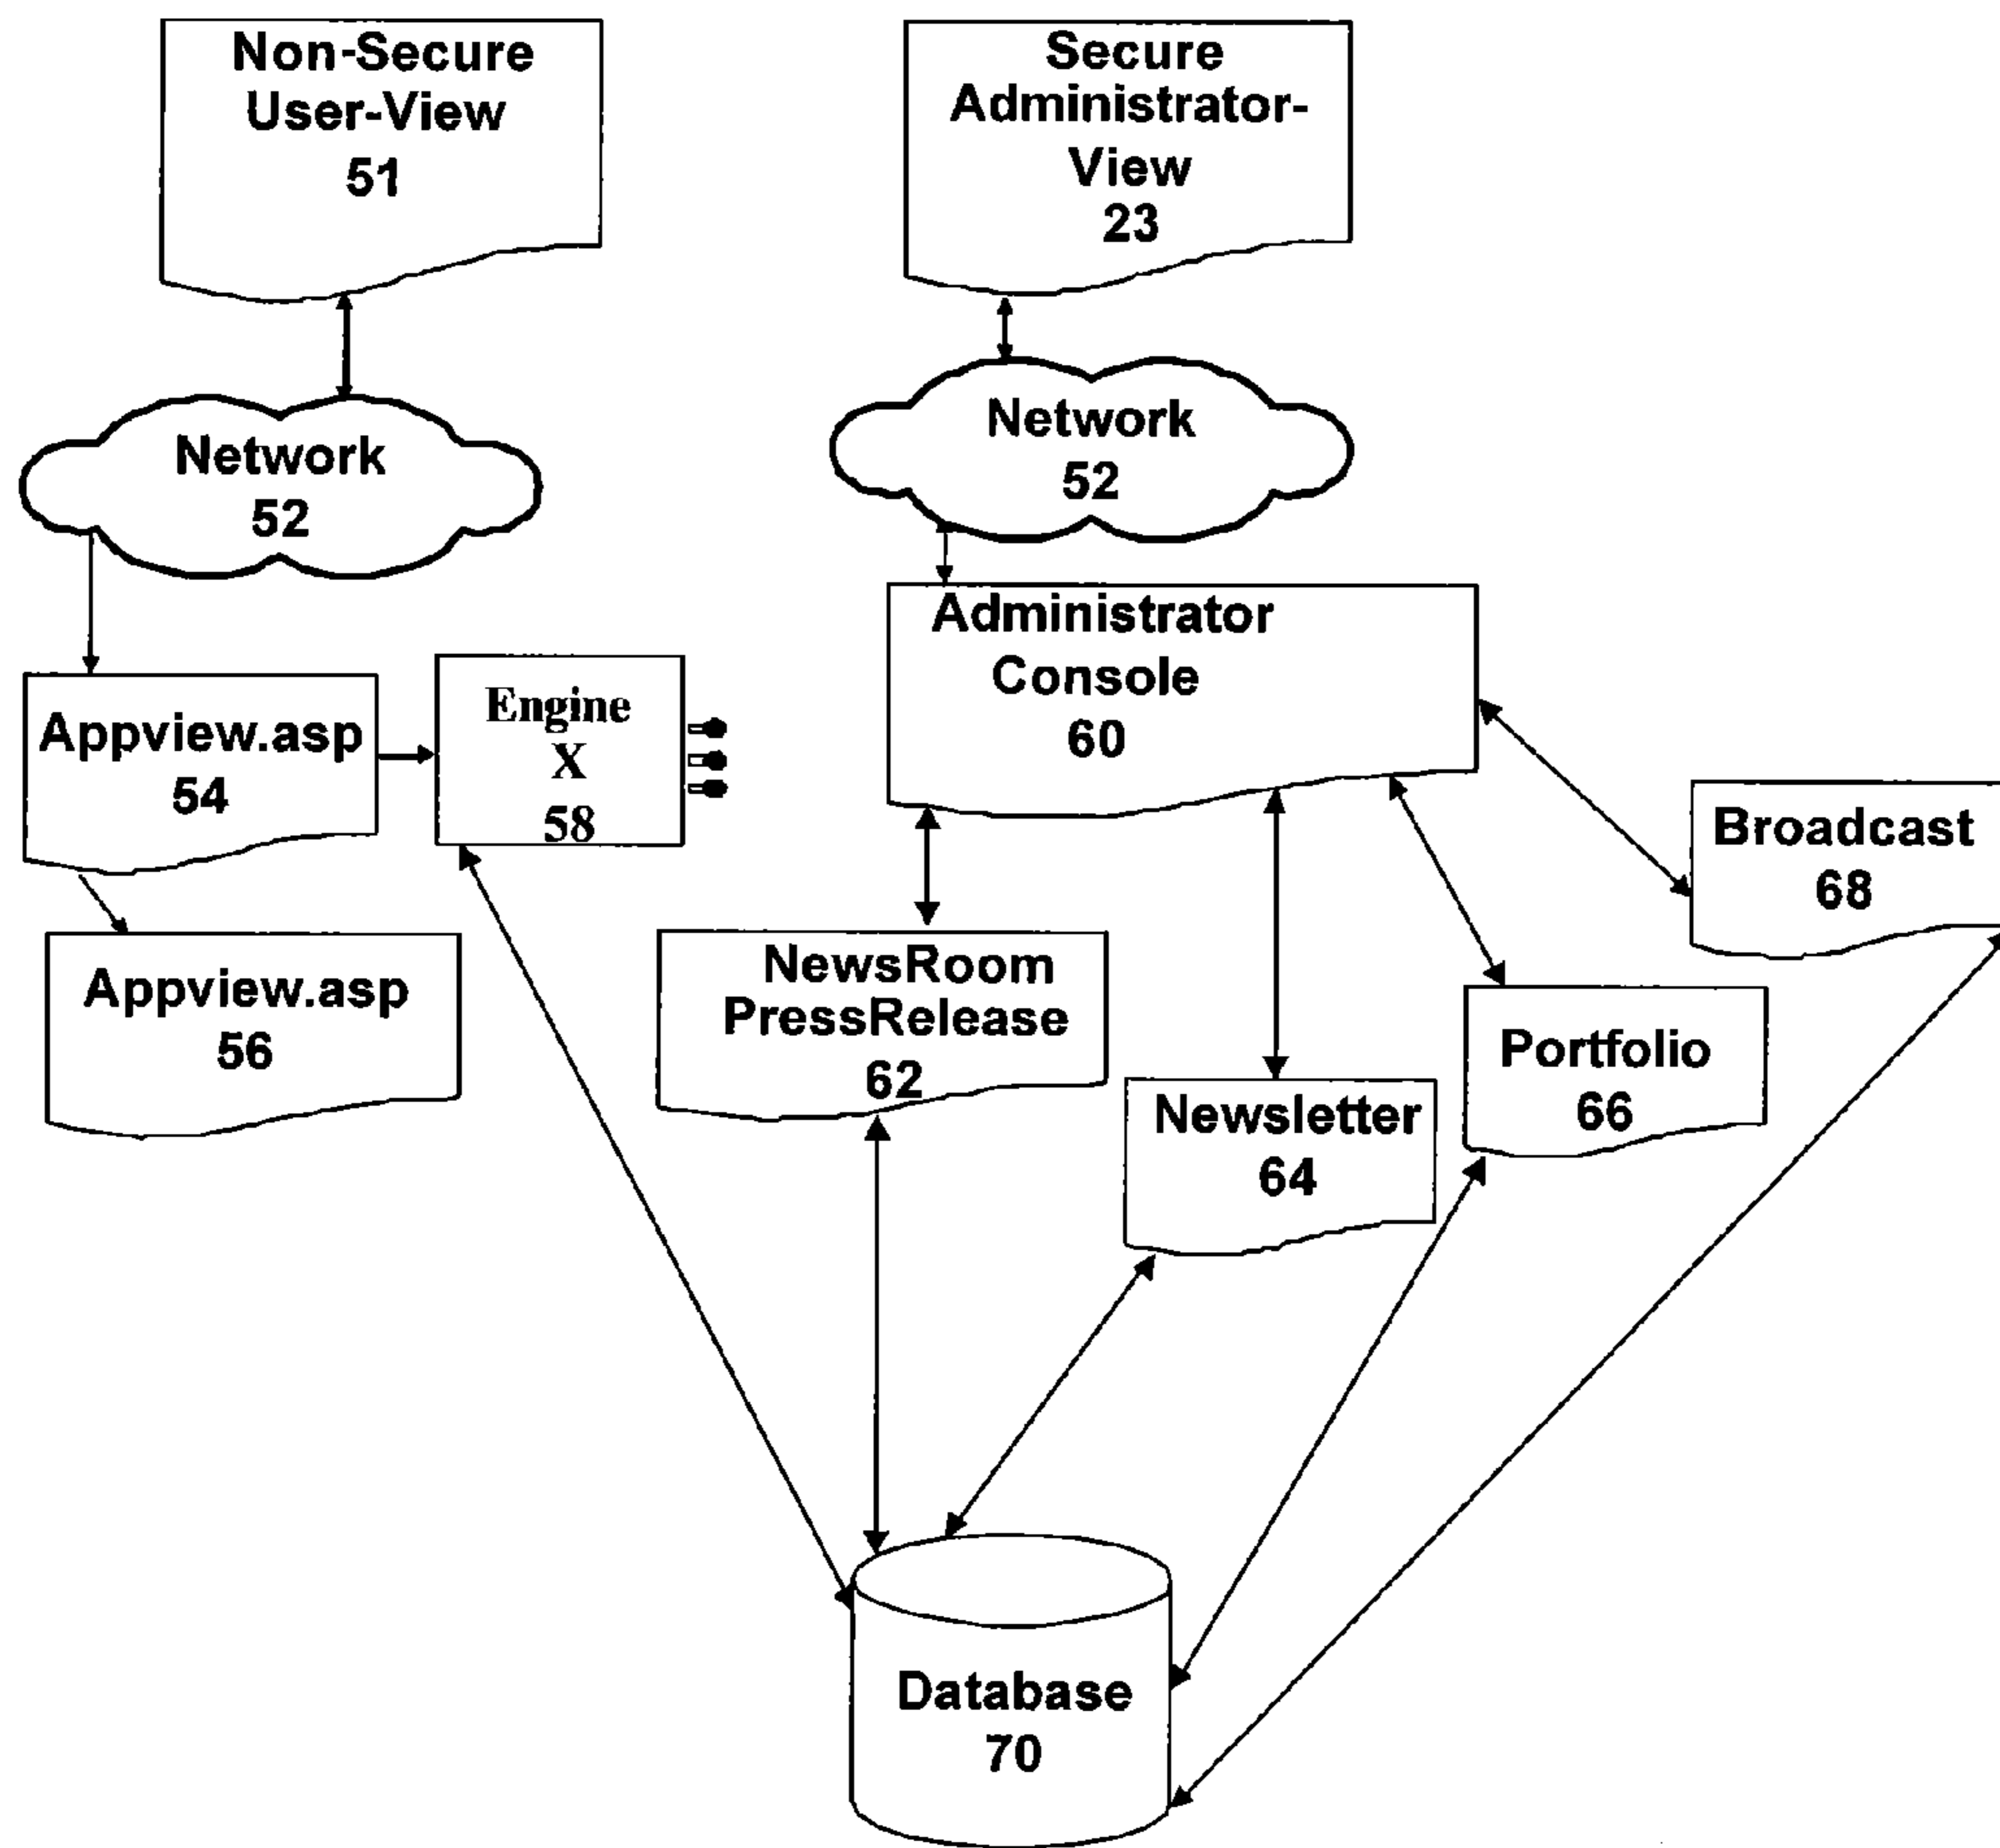 Non-Secure
User-View
51
Secure
Administrator-
View
23
Network
52
Network
52
Administrator
Console
60
Appview.asp
54
Engine
X
58
Broadcast
68
Appview.asp
56
NewsRoom
PressRelease
62
Newsletter
64
Portfolio
66
Database
70